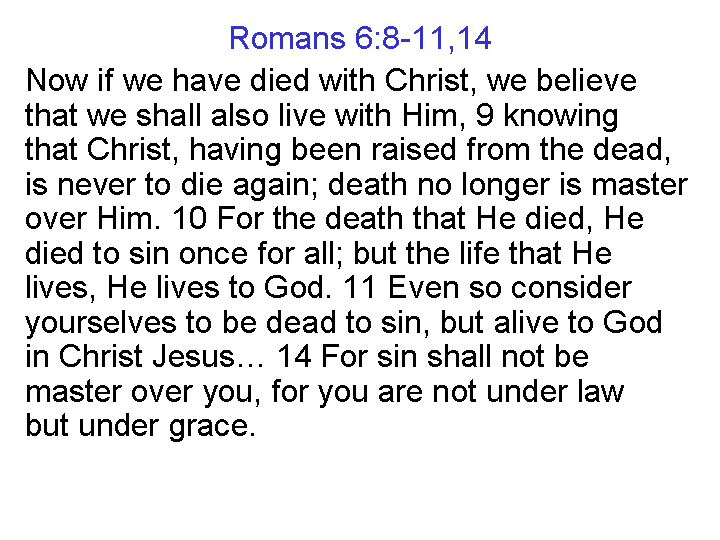 Romans 6:8-11,14
Now if we have died with Christ, we believe
that we shall also live with Him, 9 knowing
that Christ, having been raised from the dead,
is never to die again; death no longer is master
over Him. 10 For the death that He died, He
died to sin once for all; but the life that He
lives, He lives to God. 11 Even so consider
yourselves to be dead to sin, but alive to God
in Christ Jesus… 14 For sin shall not be
master over you, for you are not under law
but under grace.